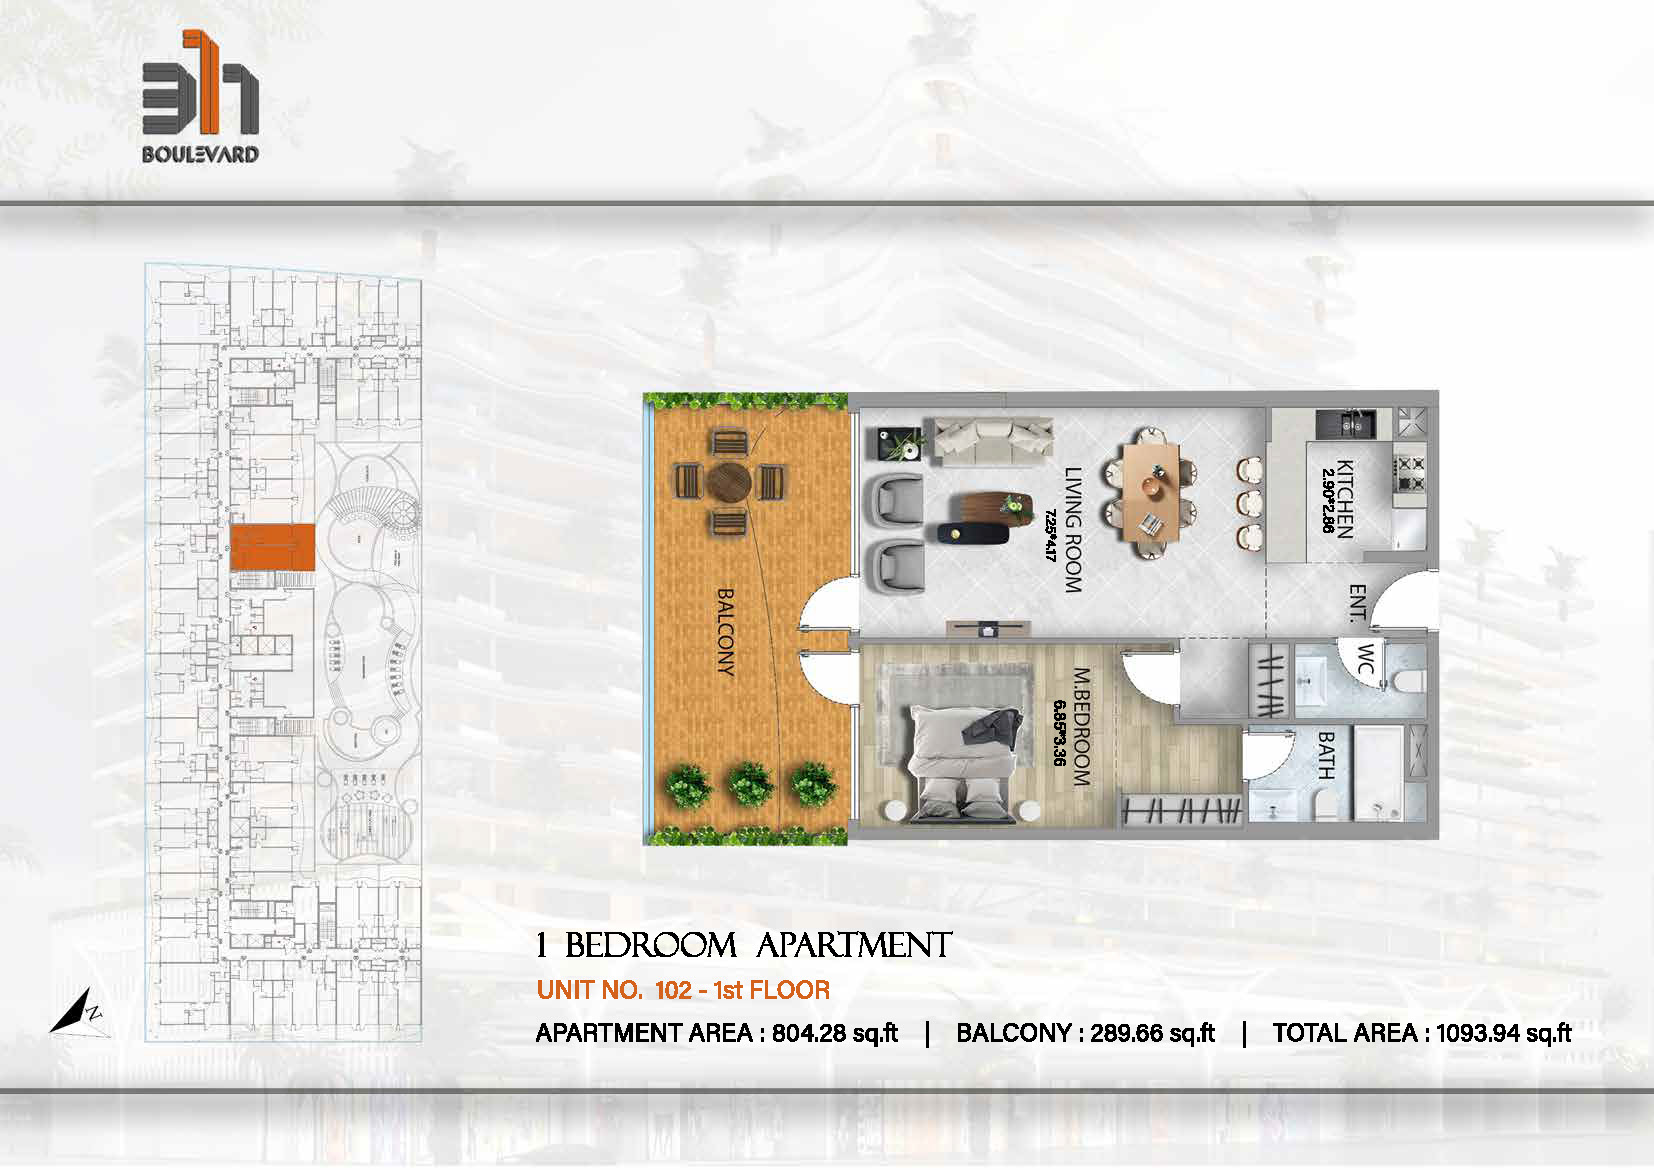 311
BOULEVARD
LIVING ROOM
7.25*4.17
KITCHEN
2.90*2.86
ENT.
BALCONY
M.BEDROOM
6.85*3.36
WC
BATH
N
1 BEDROOM APARTMENT
UNIT NO. 102 - 1st FLOOR
APARTMENT AREA : 804.28 sq.ft | BALCONY : 289.66 sq.ft | TOTAL AREA : 1093.94 sq.ft